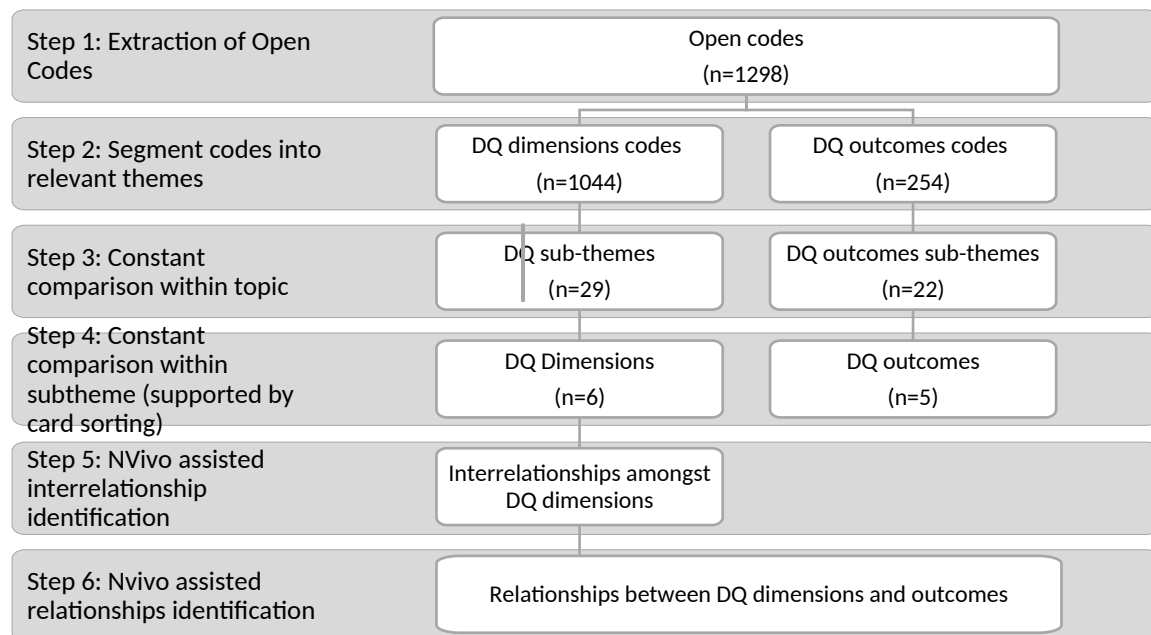 Step 1: Extraction of Open
Codes
Open codes
(n=1298)
Step 2: Segment codes into
relevant themes
DQ dimensions codes
(n=1044)
DQ outcomes codes
(n=254)
Step 3: Constant
comparison within topic
DQ sub-themes
(n=29)
DQ outcomes sub-themes
(n=22)
Step 4: Constant
comparison within
subtheme (supported by
card sorting)
DQ Dimensions
(n=6)
DQ outcomes
(n=5)
Step 5: NVivo assisted
interrelationship
identification
Interrelationships amongst
DQ dimensions
Step 6: Nvivo assisted
relationships identification
Relationships between DQ dimensions and outcomes